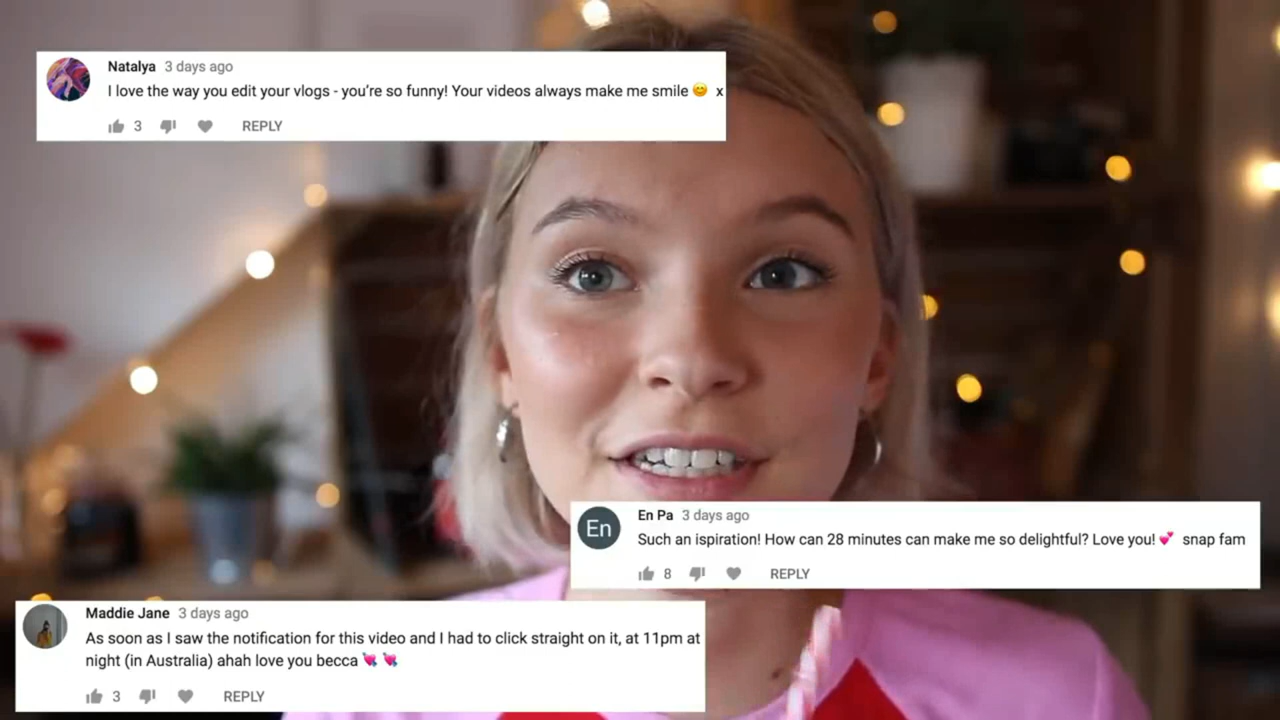 Natalya 3 days ago
I love the way you edit your vlogs - you're so funny! Your videos always make me smile 😊 x
3 REPLY
En
En Pa 3 days ago
Such an ispiration! How can 28 minutes can make me so delightful? Love you! 💕 snap fam
8 REPLY
Maddie Jane 3 days ago
As soon as I saw the notification for this video and I had to click straight on it, at 11pm at
night (in Australia) ahah love you becca 💘 💘
3 REPLY